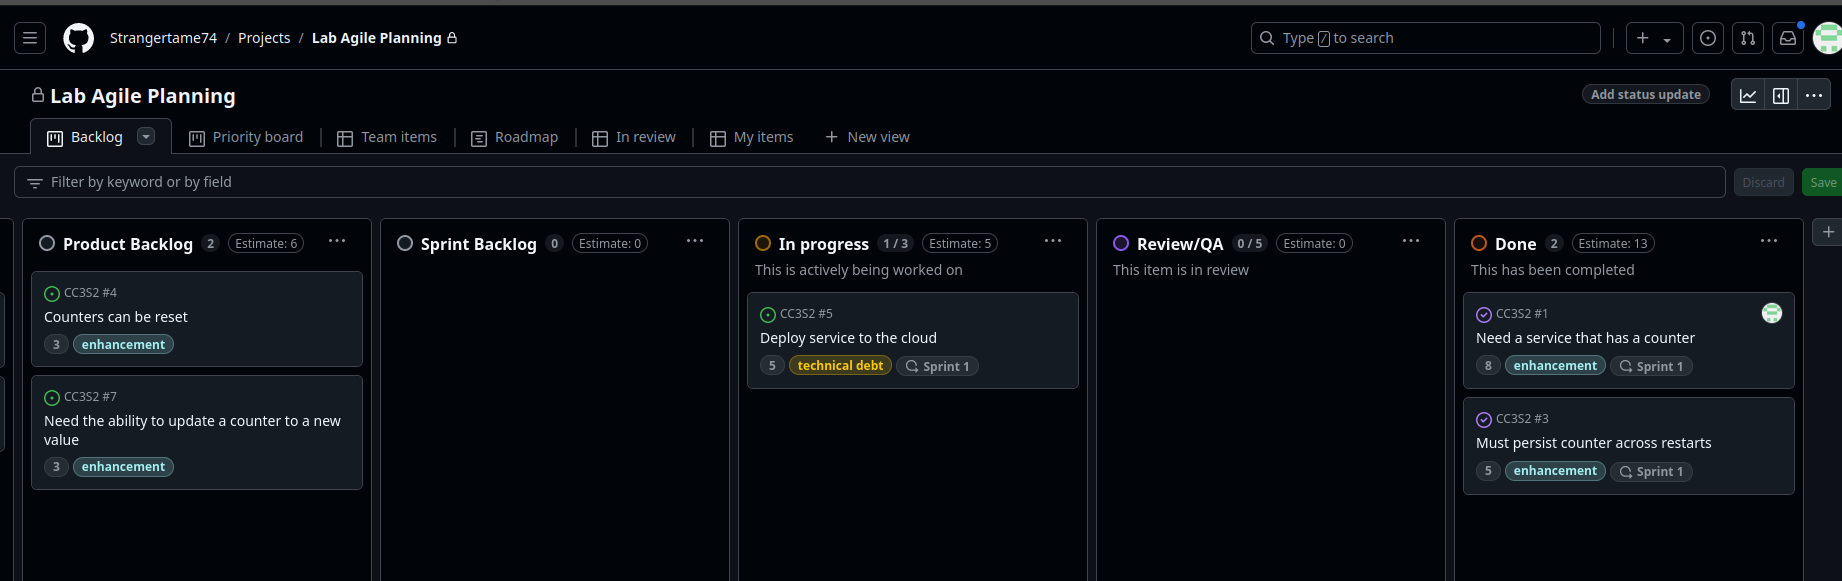 Strangertame74 / Projects / Lab Agile Planning
Type / to search
Lab Agile Planning
Add status update
Backlog
Priority board
Team items
Roadmap
In review
My items
New view
Filter by keyword or by field
Discard
Save
Product Backlog 2 Estimate: 6
CC3S2 #4
Counters can be reset
3 enhancement
CC3S2 #7
Need the ability to update a counter to a new
value
3 enhancement
Sprint Backlog 0 Estimate: 0
In progress 1 / 3 Estimate: 5
This is actively being worked on
CC3S2 #5
Deploy service to the cloud
5 technical debt Sprint 1
Review/QA 0 / 5 Estimate: 0
This item is in review
Done 2 Estimate: 13
This has been completed
CC3S2 #1
Need a service that has a counter
8 enhancement Sprint 1
CC3S2 #3
Must persist counter across restarts
5 enhancement Sprint 1